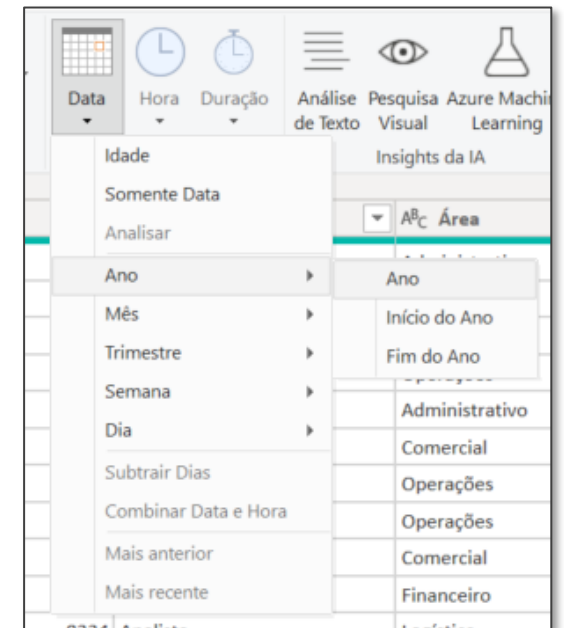 Data Hora Duração Análise de Texto Pesquisa Visual Azure Machi Learning
Insights da IA
Idade
Somente Data
Analisar
Ano
Mês
Trimestre
Semana
Dia
Subtrair Dias
Combinar Data e Hora
Mais anterior
Mais recente
Ano
Início do Ano
Fim do Ano
ABC Área
Administrativo
Comercial
Operações
Operações
Comercial
Financeiro